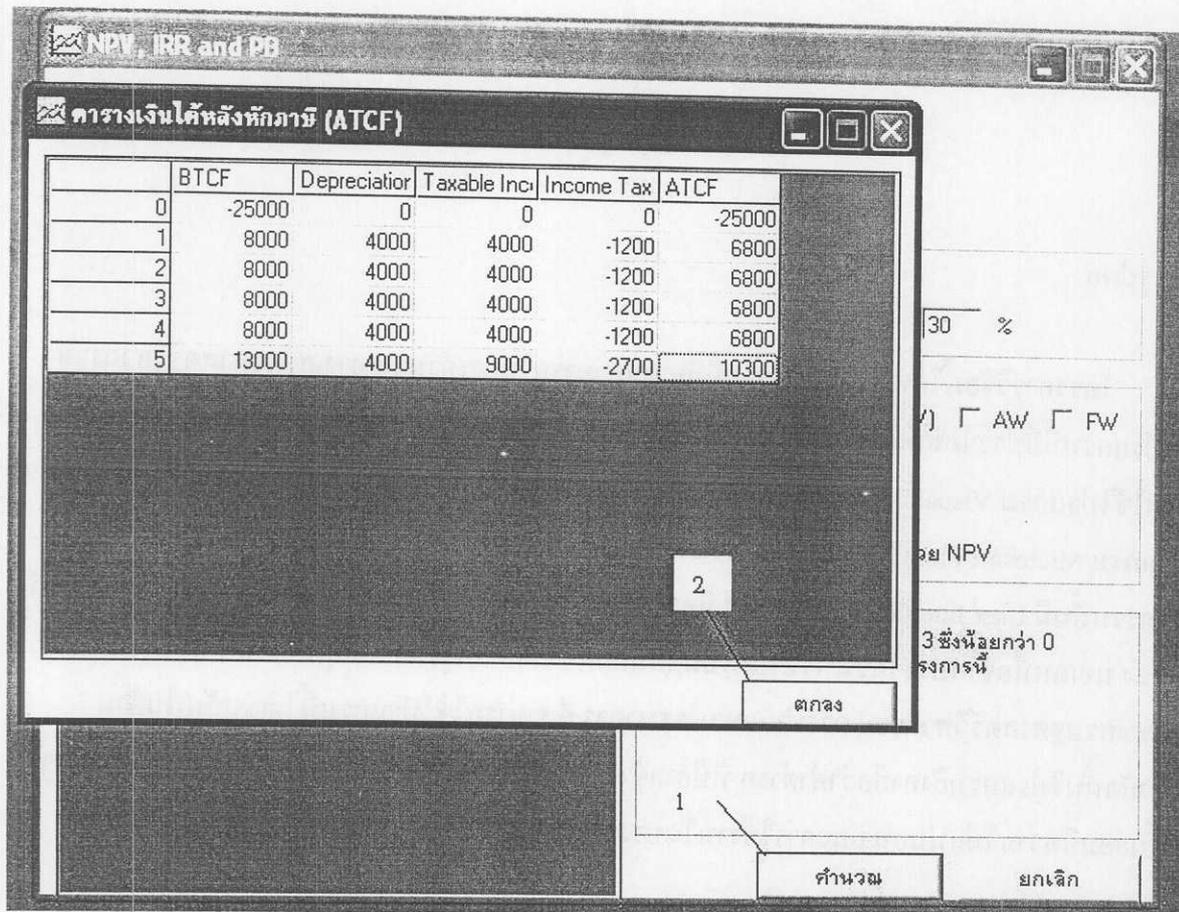 NPV, IRR and PB
ตารางเงินได้หลังหักภาษี (ATCF)
BTCF Depreciation Taxable Inc Income Tax ATCF
0 -25000 0 0 0 -25000
1 8000 4000 4000 -1200 6800
2 8000 4000 4000 -1200 6800
3 8000 4000 4000 -1200 6800
4 8000 4000 4000 -1200 6800
5 13000 4000 9000 -2700 10300
30 %
AW FW
วย NPV
2
3 ซึ่งน้อยกว่า 0
รงการนี้
ตกลง
1
คำนวณ ยกเลิก